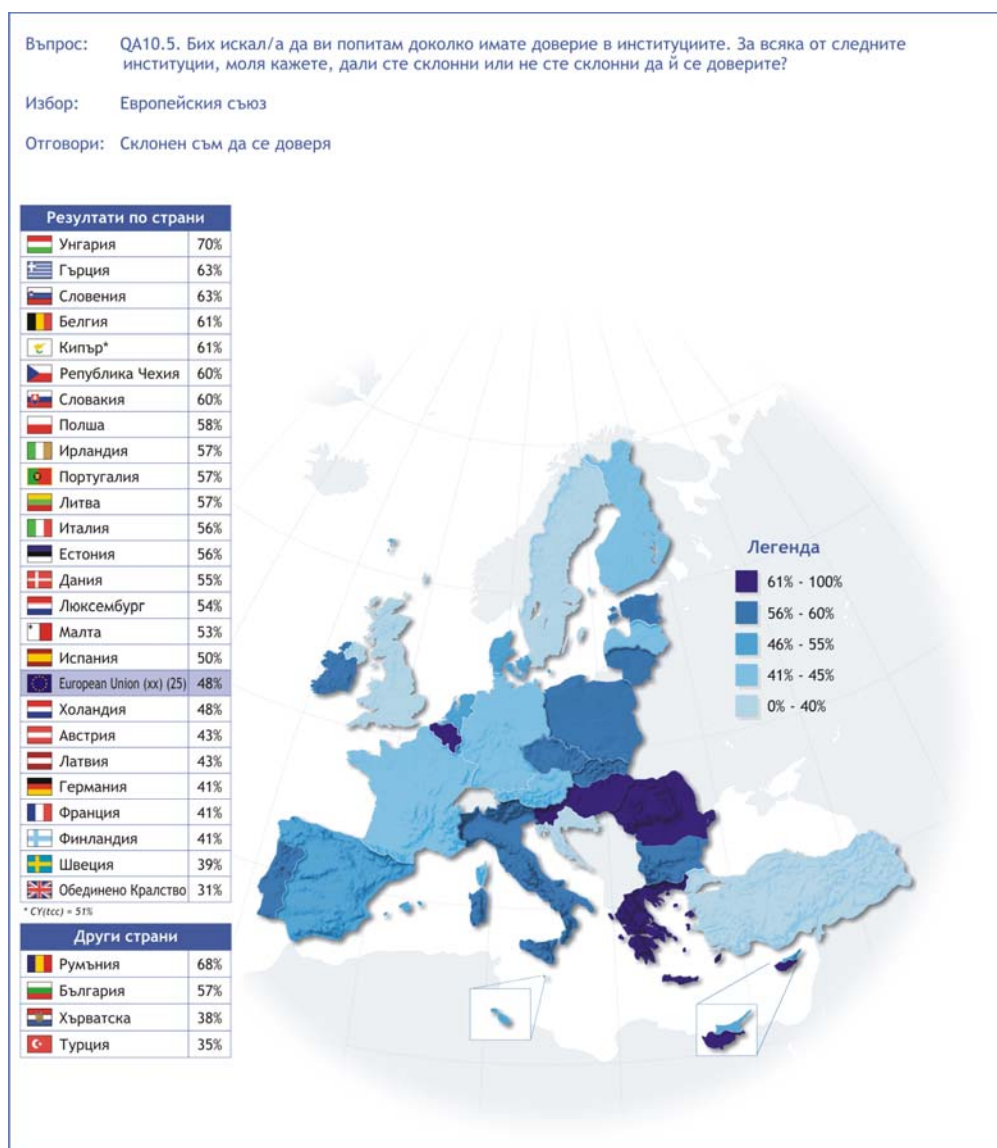 Въпрос: QA10.5. Бих искал/а да ви попитам доколко имате доверие в институциите. За всяка от следните
институции, моля кажете, дали сте склонни или не сте склонни да й се доверите?
Избор: Европейския съюз
Отговори: Склонен съм да се доверя
Резултати по страни
Унгария 70%
Гърция 63%
Словения 63%
Белгия 61%
Кипър* 61%
Република Чехия 60%
Словакия 60%
Полша 58%
Ирландия 57%
Португалия 57%
Литва 57%
Италия 56%
Естония 56%
Дания 55%
Люксембург 54%
Малта 53%
Испания 50%
European Union (xx) (25) 48%
Холандия 48%
Австрия 43%
Латвия 43%
Германия 41%
Франция 41%
Финландия 41%
Швеция 39%
Обединено Кралство 31%
* CY(tcc) = 51%
Други страни
Румъния 68%
България 57%
Хърватска 38%
Турция 35%
Легенда
61% - 100%
56% - 60%
46% - 55%
41% - 45%
0% - 40%